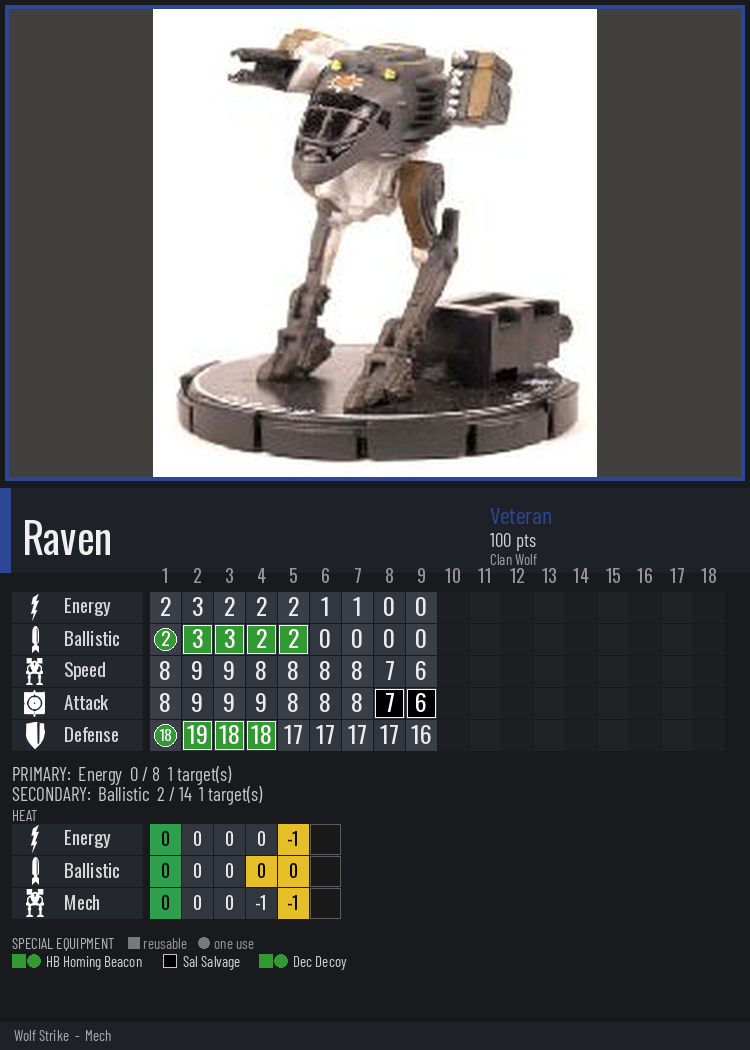 Raven
Veteran
100 pts
Clan Wolf
1 2 3 4 5 6 7 8 9 10 11 12 13 14 15 16 17 18
Energy 2 3 2 2 2 1 1 0 0
Ballistic 2 3 3 2 2 0 0 0 0
Speed 8 9 9 8 8 8 8 7 6
Attack 8 9 9 9 8 8 8 7 6
Defense 18 19 18 18 17 17 17 17 16
PRIMARY: Energy 0 / 8 1 target(s)
SECONDARY: Ballistic 2 / 14 1 target(s)
HEAT
Energy 0 0 0 0 -1
Ballistic 0 0 0 0 0
Mech 0 0 0 -1 -1
SPECIAL EQUIPMENT reusable one use
HB Homing Beacon Sal Salvage Dec Decoy
Wolf Strike - Mech